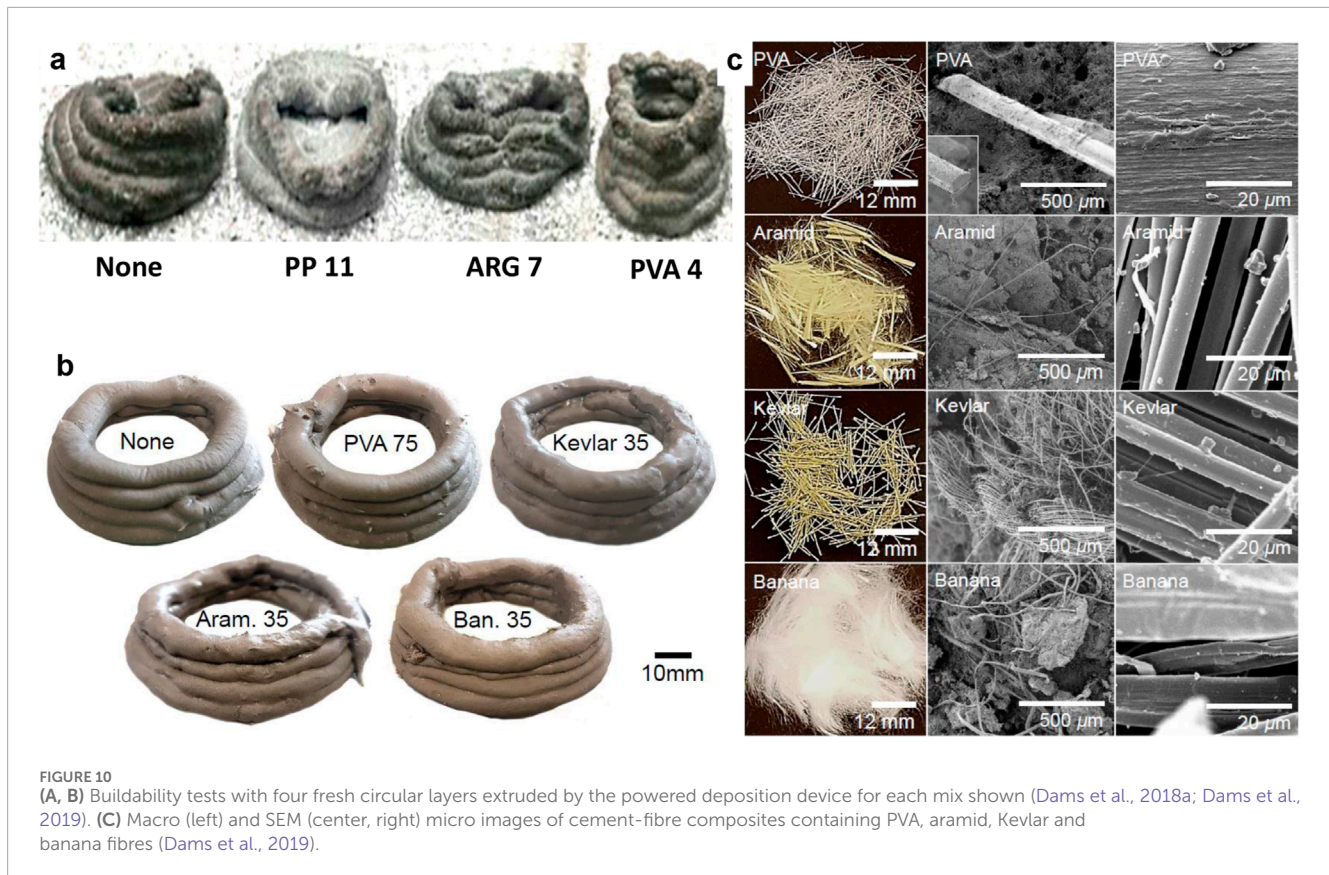 a
None
PP 11
ARG 7
PVA 4
b
None
PVA 75
Kevlar 35
Aram. 35
Ban. 35
10mm
c
PVA
12 mm
PVA
500 µm
PVA
20 µm
Aramid
12 mm
500 µm
Aramid
20 µm
Kevlar
12 mm
Kevlar
500 µm
Kevlar
20 µm
Banana
12 mm
Banana
500 µm
Banana
20 µm
FIGURE 10
(A, B) Buildability tests with four fresh circular layers extruded by the powered deposition device for each mix shown (Dams et al., 2018a; Dams et al.,
2019). (C) Macro (left) and SEM (center, right) micro images of cement-fibre composites containing PVA, aramid, Kevlar and
banana fibres (Dams et al., 2019).